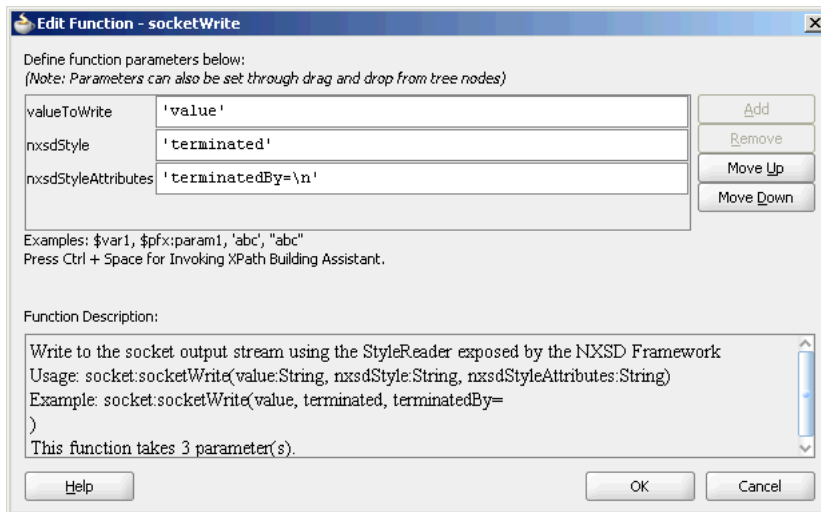 Edit Function - socketWrite
Define function parameters below:
(Note: Parameters can also be set through drag and drop from tree nodes)
valueToWrite 'value'
nxsdStyle 'terminated'
nxsdStyleAttributes 'terminatedBy=\n'
Add
Remove
Move Up
Move Down
Examples: $var1, $pfx:param1, 'abc', "abc"
Press Ctrl + Space for Invoking XPath Building Assistant.
Function Description:
Write to the socket output stream using the StyleReader exposed by the NXSD Framework
Usage: socket:socketWrite(value:String, nxsdStyle:String, nxsdStyleAttributes:String)
Example: socket:socketWrite(value, terminated, terminatedBy=
)
This function takes 3 parameter(s).
Help OK Cancel